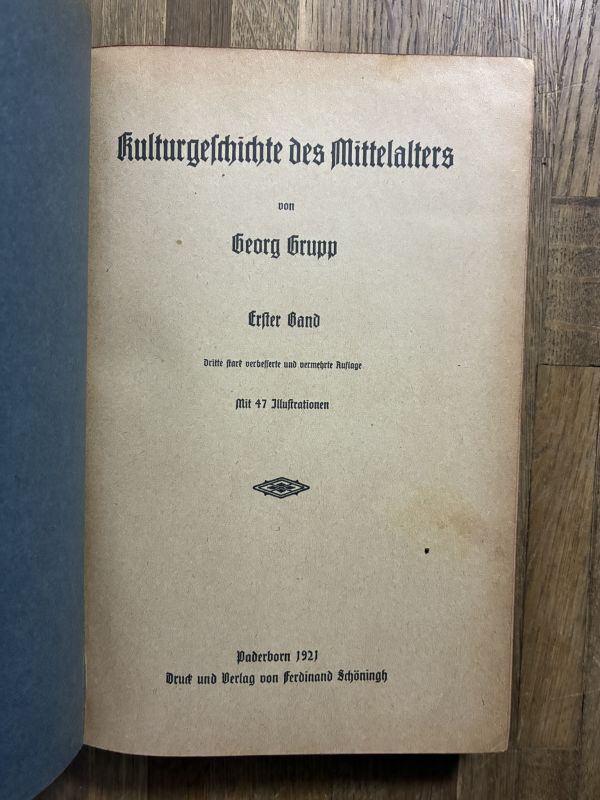 Kulturgeschichte des Mittelalters
von
Georg Grupp
Erster Band
Dritte stark verbesserte und vermehrte Auflage
Mit 47 Illustrationen
Paderborn 1921
Druck und Verlag von Ferdinand Schöningh